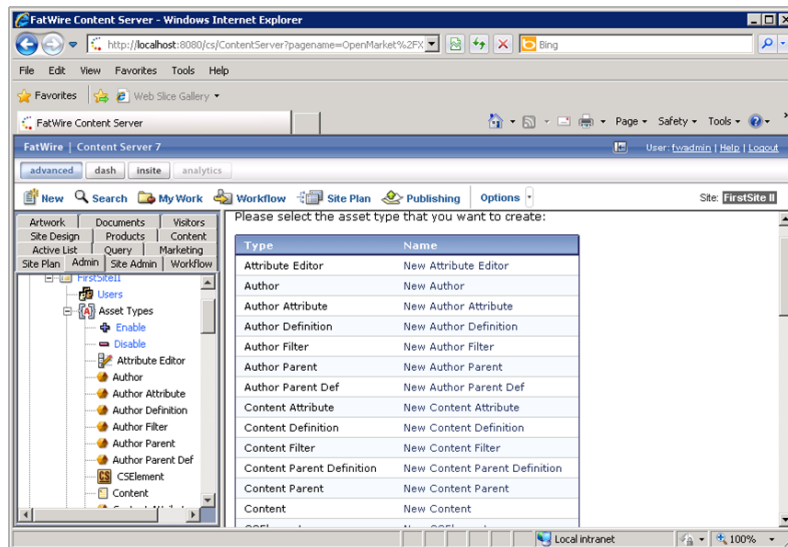 FatWire Content Server - Windows Internet Explorer
http://localhost:8080/cs/ContentServer?pagename=OpenMarket%2FX
Bing
File Edit View Favorites Tools Help
Favorites Web Slice Gallery
FatWire Content Server
Page Safety Tools
FatWire | Content Server 7
User: fwadmin | Help | Logout
advanced dash insite analytics
New Search My Work Workflow Site Plan Publishing Options Site: FirstSite II
Artwork Documents Visitors
Site Design Products Content
Active List Query Marketing
Site Plan Admin Site Admin Workflow
FirstSiteII
Users
Asset Types
Enable
Disable
Attribute Editor
Author
Author Attribute
Author Definition
Author Filter
Author Parent
Author Parent Def
CSElement
Content
Please select the asset type that you want to create:
Type Name
Attribute Editor New Attribute Editor
Author New Author
Author Attribute New Author Attribute
Author Definition New Author Definition
Author Filter New Author Filter
Author Parent New Author Parent
Author Parent Def New Author Parent Def
Content Attribute New Content Attribute
Content Definition New Content Definition
Content Filter New Content Filter
Content Parent Definition New Content Parent Definition
Content Parent New Content Parent
Content New Content
Local intranet 100%